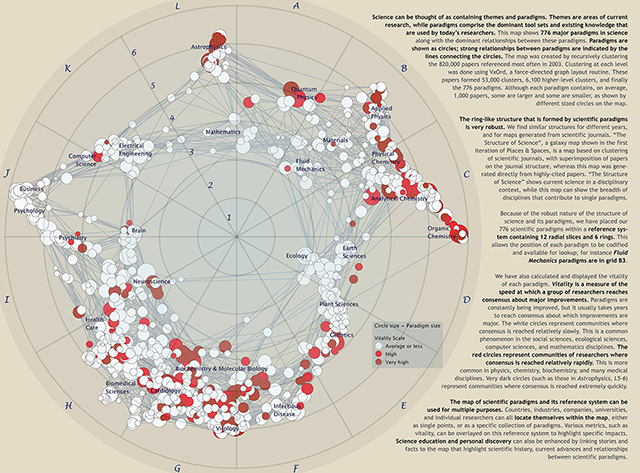 Science can be thought of as containing themes and paradigms. Themes are areas of current
research, while paradigms comprise the dominant tool sets and existing knowledge that
are used by today's researchers. This map shows 776 major paradigms in science
along with the dominant relationships between these paradigms. Paradigms are
shown as circles; strong relationships between paradigms are indicated by the
lines connecting the circles. The map was created by recursively clustering
the 820,000 papers referenced most often in 2003. Clustering at each level
was done using VxOrd, a force-directed graph layout routine. These
papers formed 53,000 clusters, 6,100 higher-level clusters, and finally
the 776 paradigms. Although each paradigm contains, on average,
1,000 papers, some are larger and some are smaller, as shown by
different sized circles on the map.
The ring-like structure that is formed by scientific paradigms
is very robust. We find similar structures for different years,
and for maps generated from scientific journals. "The
Structure of Science", a galaxy map shown in the first
iteration of Places & Spaces, is a map based on clustering
of scientific journals, with superimposition of papers
on the journal structure, whereas this map was gene-
rated directly from highly-cited papers. "The Structure
of Science" shows current science in a disciplinary
context, while this map can show the breadth of
disciplines that contribute to single paradigms.
Because of the robust nature of the structure of
science and its paradigms, we have placed our
776 scientific paradigms within a reference sys-
tem containing 12 radial slices and 6 rings. This
allows the position of each paradigm to be codified
and available for lookup; for instance Fluid
Mechanics paradigms are in grid B3.
We have also calculated and displayed the vitality
of each paradigm. Vitality is a measure of the
speed at which a group of researchers reaches
consensus about major improvements. Paradigms are
constantly being improved, but it usually takes years
to reach consensus about which improvements are
major. The white circles represent communities where
consensus is reached relatively slowly. This is a common
phenomenon in the social sciences, ecological sciences,
computer sciences, and mathematics disciplines. The
red circles represent communities of researchers where
consensus is reached relatively rapidly. This is more
common in physics, chemistry, biochemistry, and many medical
disciplines. Very dark circles (such as those in Astrophysics, L5-6)
represent communities where consensus is reached extremely quickly.
The map of scientific paradigms and its reference system can be
used for multiple purposes. Countries, industries, companies, universities,
and individual researchers can all locate themselves within the map, either
as single points, or as a specific collection of paradigms. Various metrics, such as
vitality, can be overlayed on this reference system to highlight specific impacts.
Science education and personal discovery can also be enhanced by linking stories and
facts to the map that highlight scientific history, current advances and relationships
between scientific paradigms.
L
A
K
B
J
C
I
D
H
E
G
F
6
5
4
3
2
1
Astrophysics
Quantum
Physics
Applied
Physics
Mathematics
Materials
Electrical
Engineering
Computer
Science
Fluid
Mechanics
Physical
Chemistry
Business
Analytical Chemistry
Psychology
Organic
Chemistry
Brain
Psychiatry
Earth
Sciences
Ecology
Neuroscience
Plant Sciences
Health
Care
Genetics
Biochemistry & Molecular Biology
Biomedical
Sciences
Cardiology
Infectious
Disease
Virology
Circle size = Paradigm size
Vitality Scale
Average or less
High
Very high